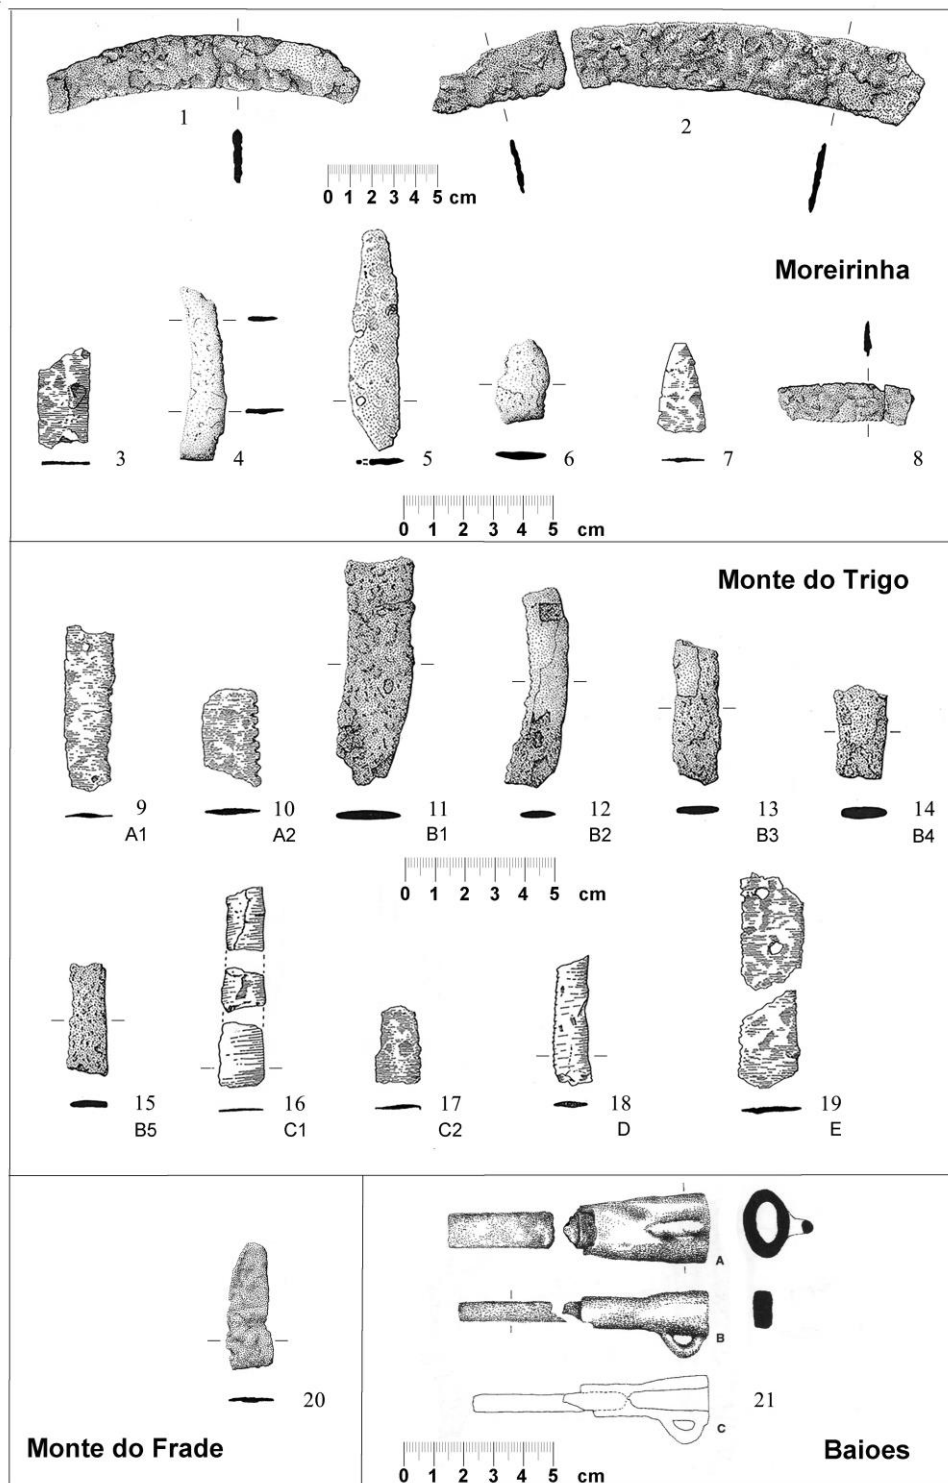 1
2
0 1 2 3 4 5 cm
Moreirinha
3 4 5 6 7 8
0 1 2 3 4 5 cm
Monte do Trigo
9 10 11 12 13 14
A1 A2 B1 B2 B3 B4
0 1 2 3 4 5 cm
15 16 17 18 19
B5 C1 C2 D E
A
B
20
21
C
Monte do Frade
Baioes
0 1 2 3 4 5 cm